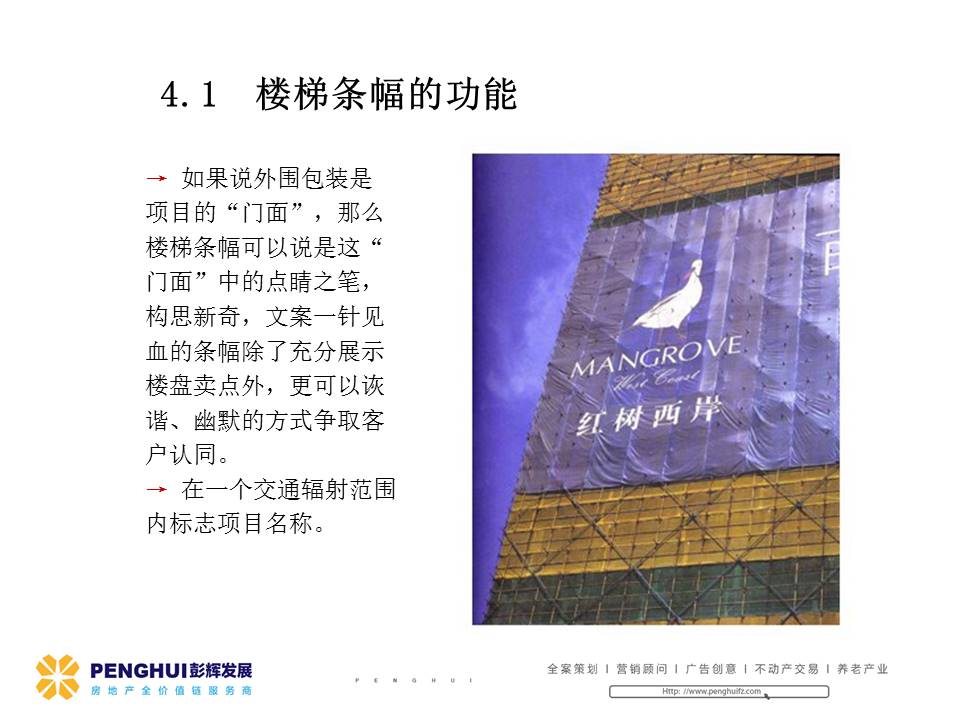 4.1 楼梯条幅的功能
→ 如果说外围包装是
项目的“门面”，那么
楼梯条幅可以说是这“
门面”中的点睛之笔，
构思新奇，文案一针见
血的条幅除了充分展示
楼盘卖点外，更可以诙
谐、幽默的方式争取客
户认同。
→ 在一个交通辐射范围
内标志项目名称。
MANGROVE
West Coast
红树西岸
PENGHUI彭辉发展
房地产全价值链服务商
PENGHUI
全案策划 I 营销顾问 I 广告创意 I 不动产交易 I 养老产业
Http: //www.penghuifz.com